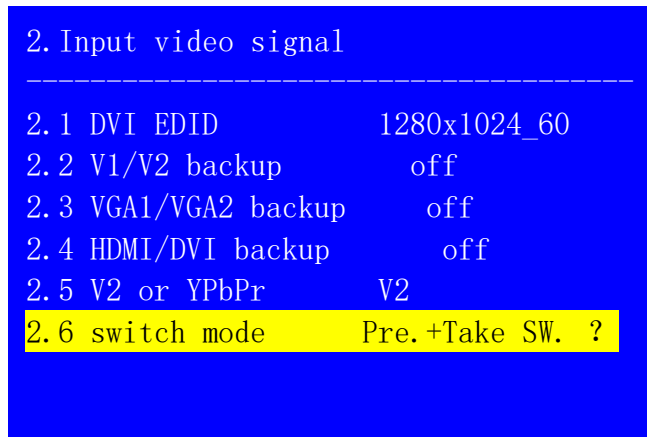 2.Input video signal
--------------------------------------
2.1 DVI EDID 1280x1024_60
2.2 V1/V2 backup off
2.3 VGA1/VGA2 backup off
2.4 HDMI/DVI backup off
2.5 V2 or YPbPr V2
2.6 switch mode Pre.+Take SW. ?